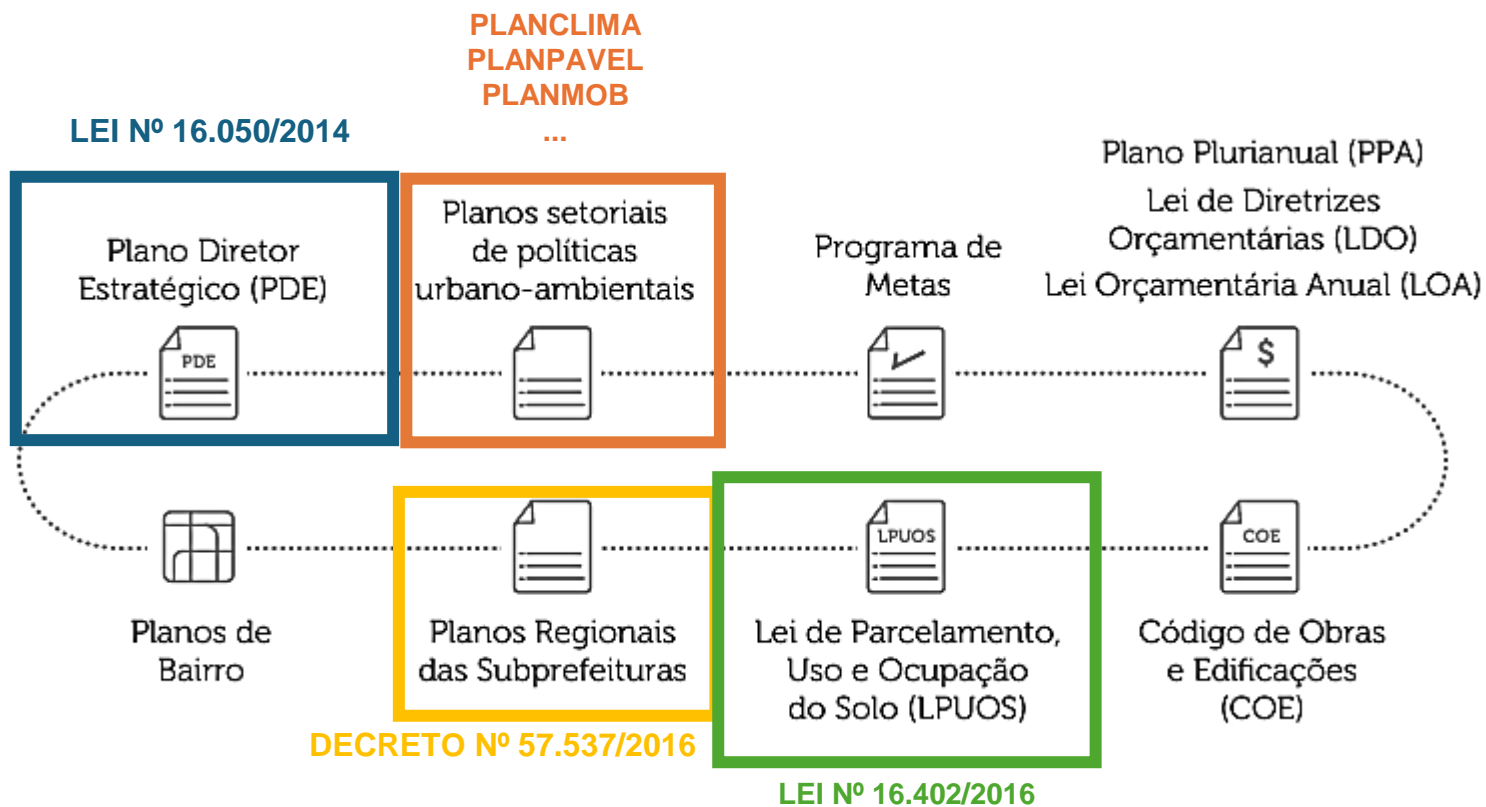 PLANCLIMA
PLANPAVEL
PLANMOB
...
LEI Nº 16.050/2014
Plano Diretor
Estratégico (PDE)
PDE
Planos setoriais
de políticas
urbano-ambientais
Programa de
Metas
Plano Plurianual (PPA)
Lei de Diretrizes
Orçamentárias (LDO)
Lei Orçamentária Anual (LOA)
$
Planos de
Bairro
Planos Regionais
das Subprefeituras
DECRETO Nº 57.537/2016
LPUOS
Lei de Parcelamento,
Uso e Ocupação
do Solo (LPUOS)
LEI Nº 16.402/2016
COE
Código de Obras
e Edificações
(COE)